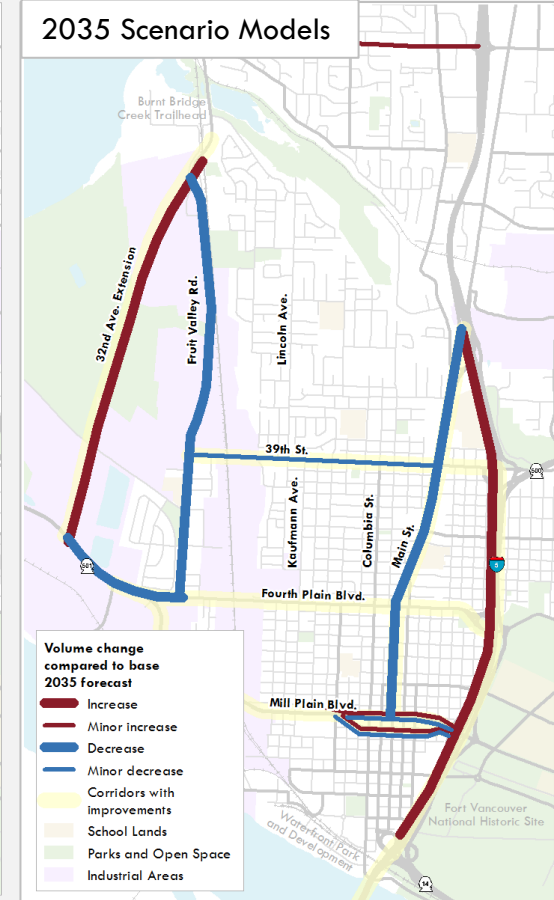 2035 Scenario Models
Burnt Bridge
Creek Trailhead
32nd Ave. Extension
Fruit Valley Rd.
Lincoln Ave.
39th St.
500
Kaufmann Ave.
Columbia St.
Main St.
5
501
Fourth Plain Blvd.
Mill Plain Blvd.
Volume change
compared to base
2035 forecast
Increase
Minor increase
Decrease
Minor decrease
Corridors with
improvements
School Lands
Parks and Open Space
Industrial Areas
Fort Vancouver
National Historic Site
Waterfront Park
and Development
14